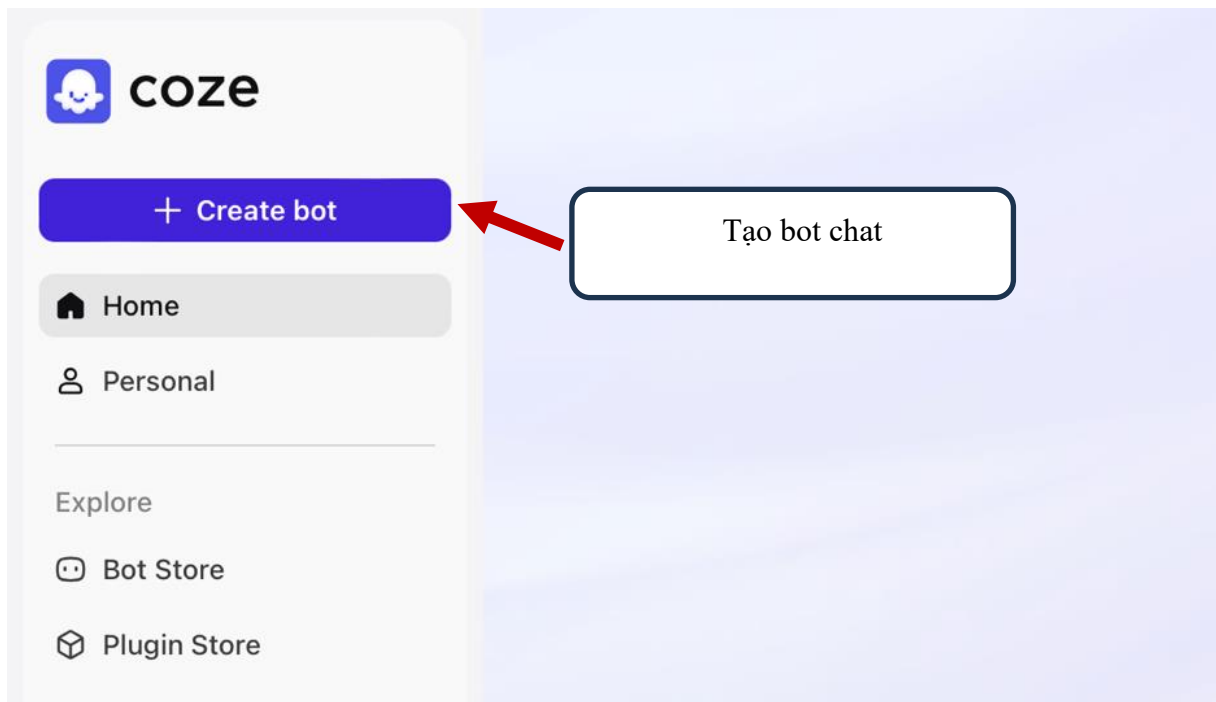 coze
+ Create bot
Tạo bot chat
Home
Personal
Explore
Bot Store
Plugin Store